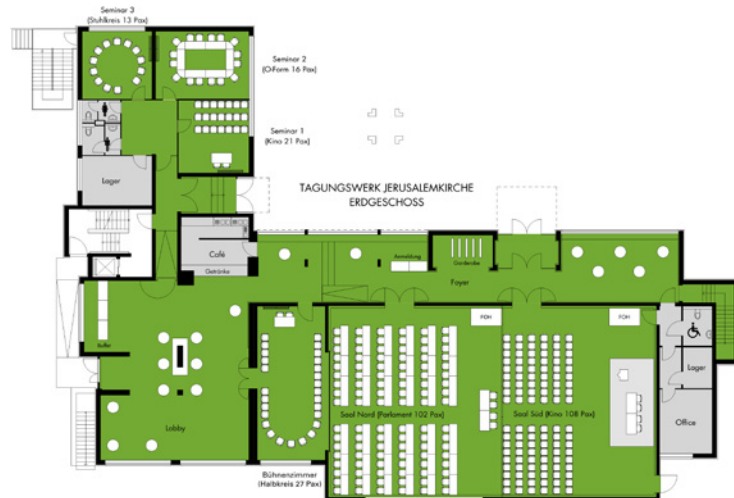 Seminar 3
(Stuhlkreis 13 Pax)
Seminar 2
(O-Form 16 Pax)
Seminar 1
(Kino 21 Pax)
Lager
TAGUNGSWERK JERUSALEMKIRCHE
ERDGESCHOSS
Café
Getränke
Anmeldung
Garderobe
Foyer
Buffet
FOH
FOH
Lager
Saal Nord (Parlament 102 Pax)
Saal Süd (Kino 108 Pax)
Office
Lobby
Bühnenzimmer
(Halbkreis 27 Pax)